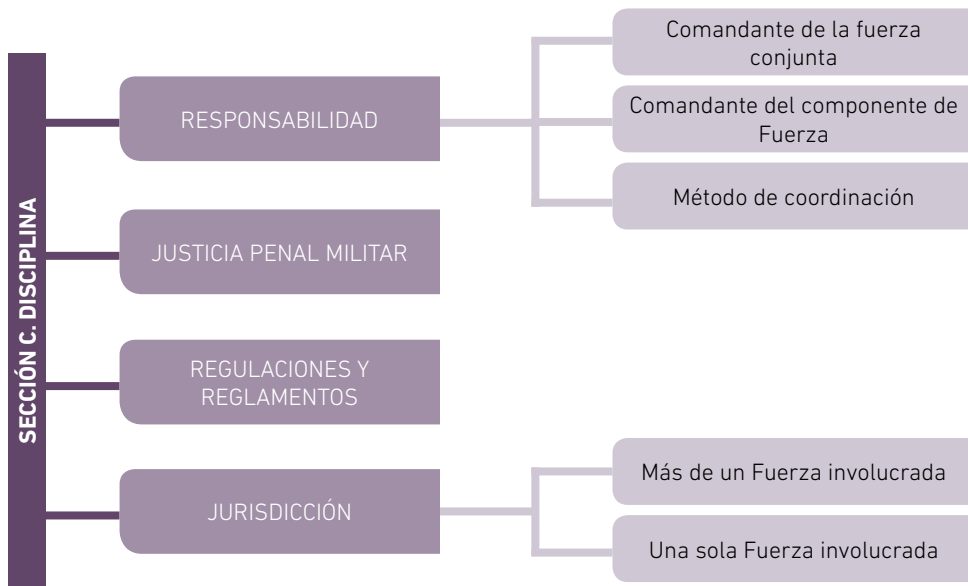 SECCIÓN C. DISCIPLINA
RESPONSABILIDAD
Comandante de la fuerza
conjunta
Comandante del componente de
Fuerza
Método de coordinación
JUSTICIA PENAL MILITAR
REGULACIONES Y
REGLAMENTOS
JURISDICCIÓN
Más de un Fuerza involucrada
Una sola Fuerza involucrada